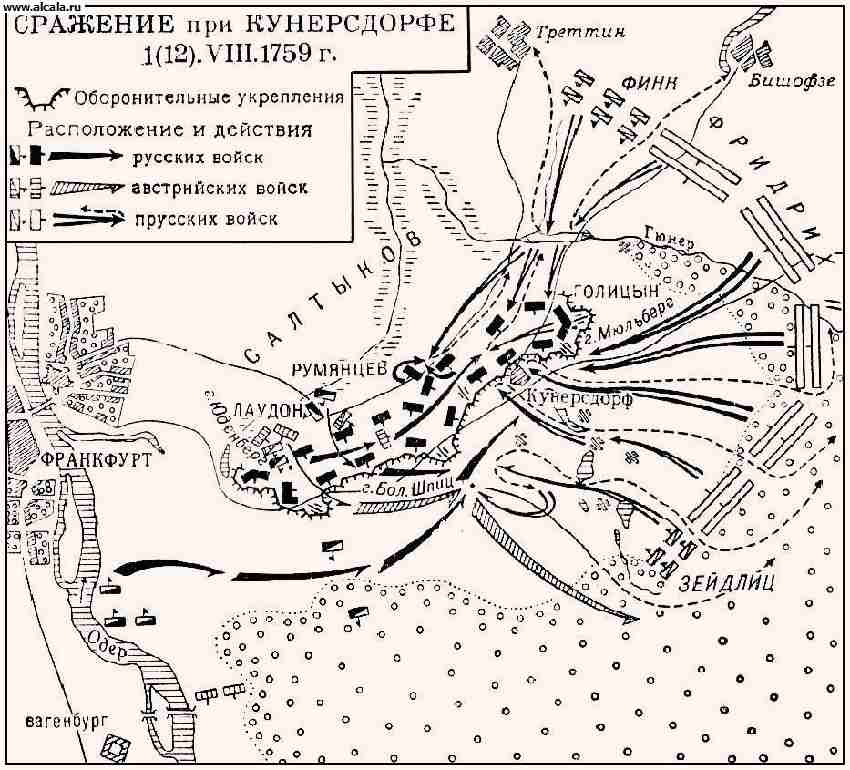 www.alcala.ru
СРАЖЕНИЕ при КУНЕРСДОРФЕ
1(12).VIII.1759 г.
Оборонительные укрепления
Расположение и действия
русских войск
австрийских войск
прусских войск
Треттин
ФИНК
Бишофзе
ФРИДРИХ
Гюнер
САЛТЫКОВ
ГОЛИЦЫН
г. Мюльберг
РУМЯНЦЕВ
Кунерсдорф
ЛАУДОН
г. Юденберг
ФРАНКФУРТ
г. Бол. Шпиц
ЗЕЙДЛИЦ
Одер
вагенбург